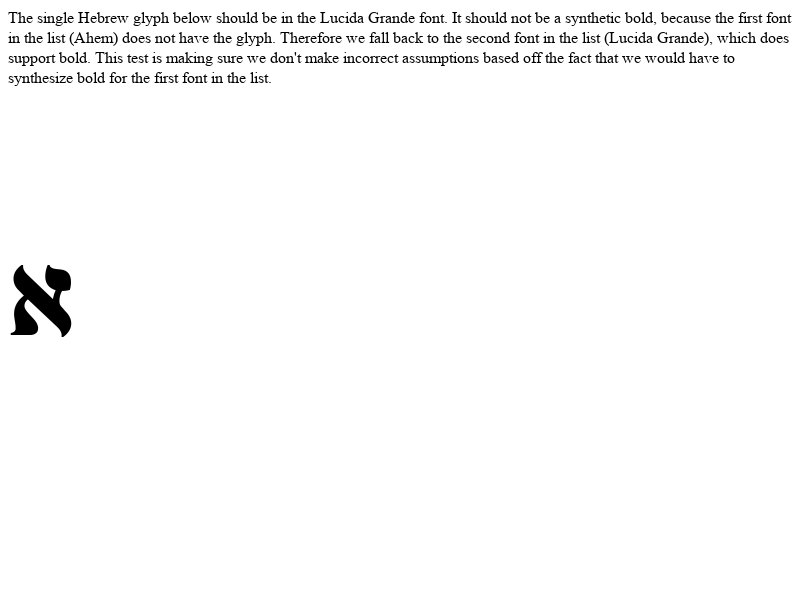 The single Hebrew glyph below should be in the Lucida Grande font. It should not be a synthetic bold, because the first font
in the list (Ahem) does not have the glyph. Therefore we fall back to the second font in the list (Lucida Grande), which does
support bold. This test is making sure we don't make incorrect assumptions based off the fact that we would have to
synthesize bold for the first font in the list.
א